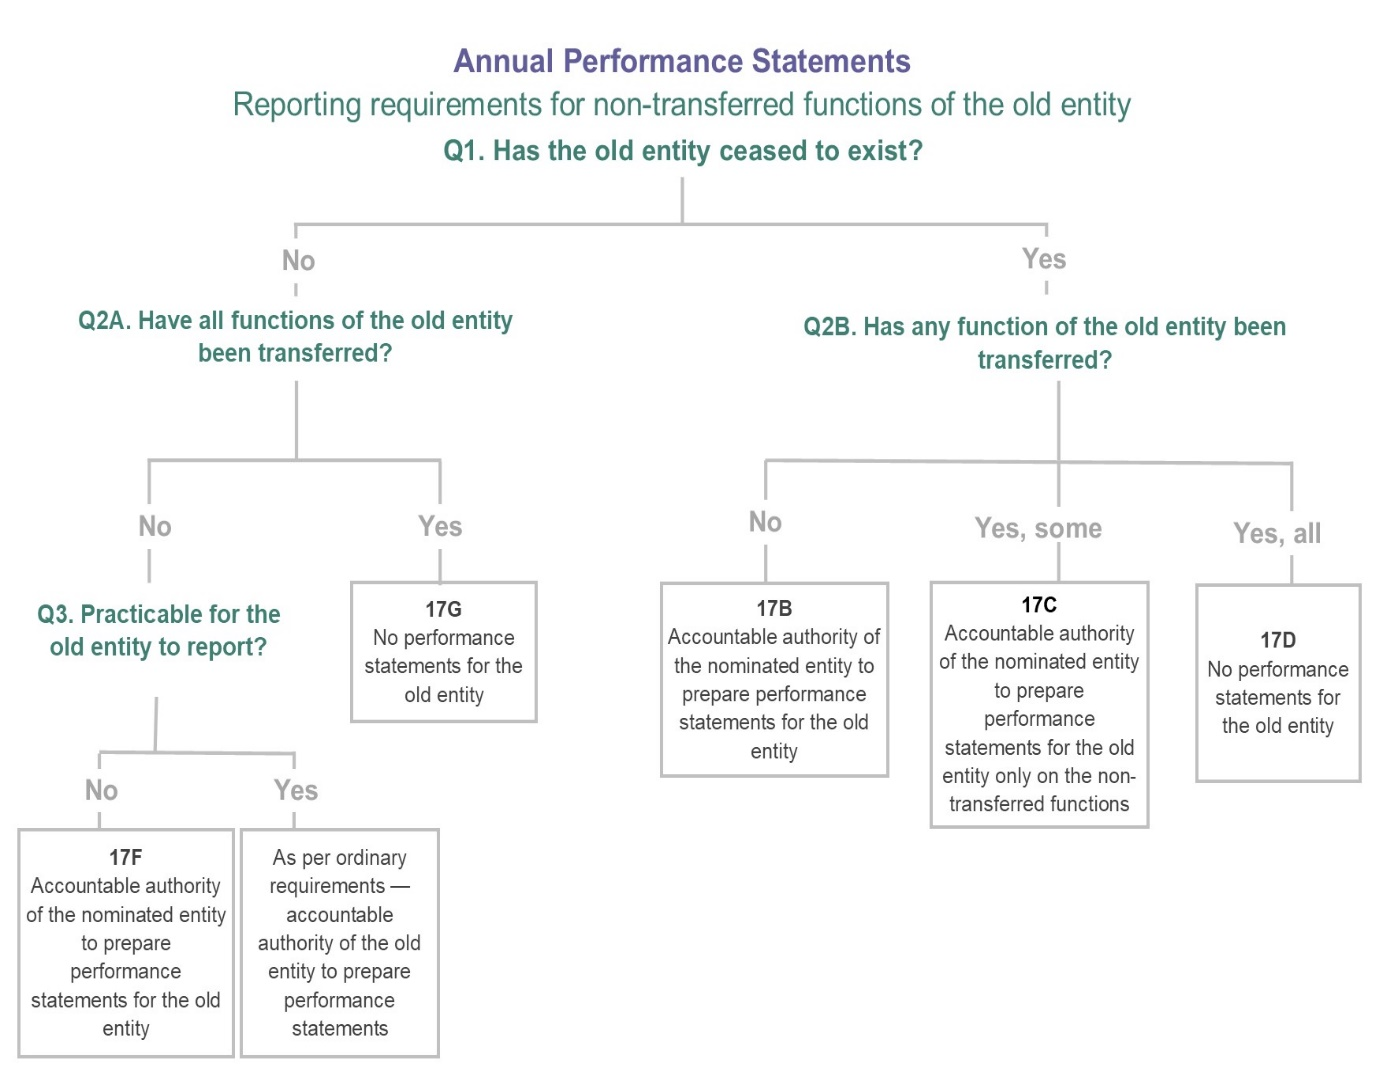 Annual Performance Statements
Reporting requirements for non-transferred functions of the old entity
Q1. Has the old entity ceased to exist?
No
Yes
Q2A. Have all functions of the old entity
been transferred?
Q2B. Has any function of the old entity been
transferred?
No
Yes
No
Yes, some
Yes, all
Q3. Practicable for the
old entity to report?
17G
No performance
statements for the
old entity
17B
Accountable authority of
the nominated entity to
prepare performance
statements for the old
entity
17C
Accountable authority
of the nominated entity
to prepare
performance
statements for the old
entity only on the non-
transferred functions
17D
No performance
statements for
the old entity
No
Yes
17F
Accountable authority
of the nominated entity
to prepare
performance
statements for the old
entity
As per ordinary
requirements —
accountable
authority of the old
entity to prepare
performance
statements